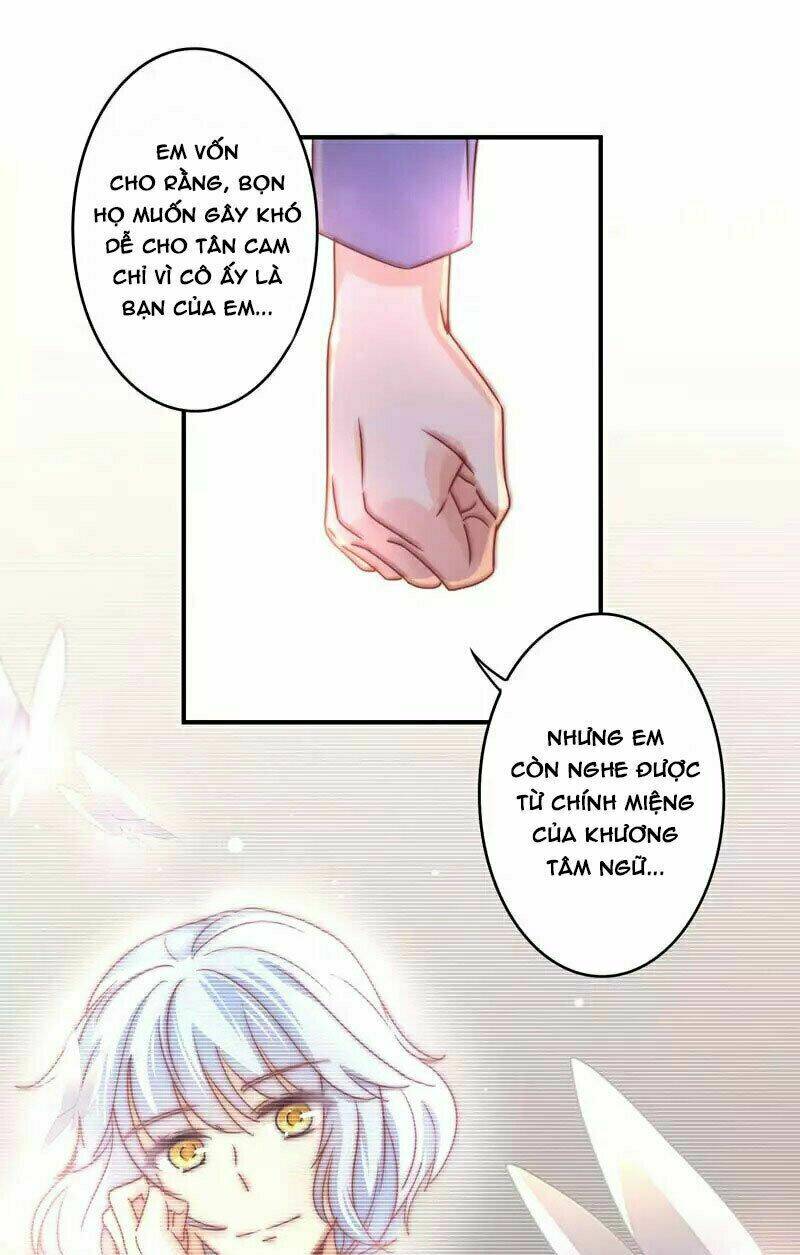 EM VỐN
CHO RẰNG, BỌN
HỌ MUỐN GÂY KHÓ
DỄ CHO TÂN CAM
CHỈ VÌ CÔ ẤY LÀ
BẠN CỦA EM...
NHƯNG EM
CÒN NGHE ĐƯỢC
TỪ CHÍNH MIỆNG
CỦA KHƯƠNG
TÂM NGỮ...